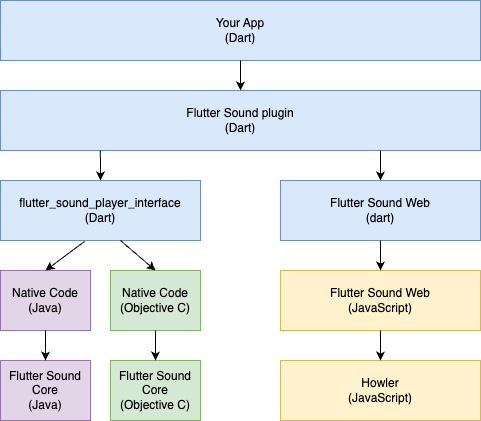 Your App
(Dart)
Flutter Sound plugin
(Dart)
flutter_sound_player_interface
(Dart)
Flutter Sound Web
(dart)
Native Code
(Java)
Native Code
(Objective C)
Flutter Sound Web
(JavaScript)
Flutter Sound
Core
(Java)
Flutter Sound
Core
(Objective C)
Howler
(JavaScript)